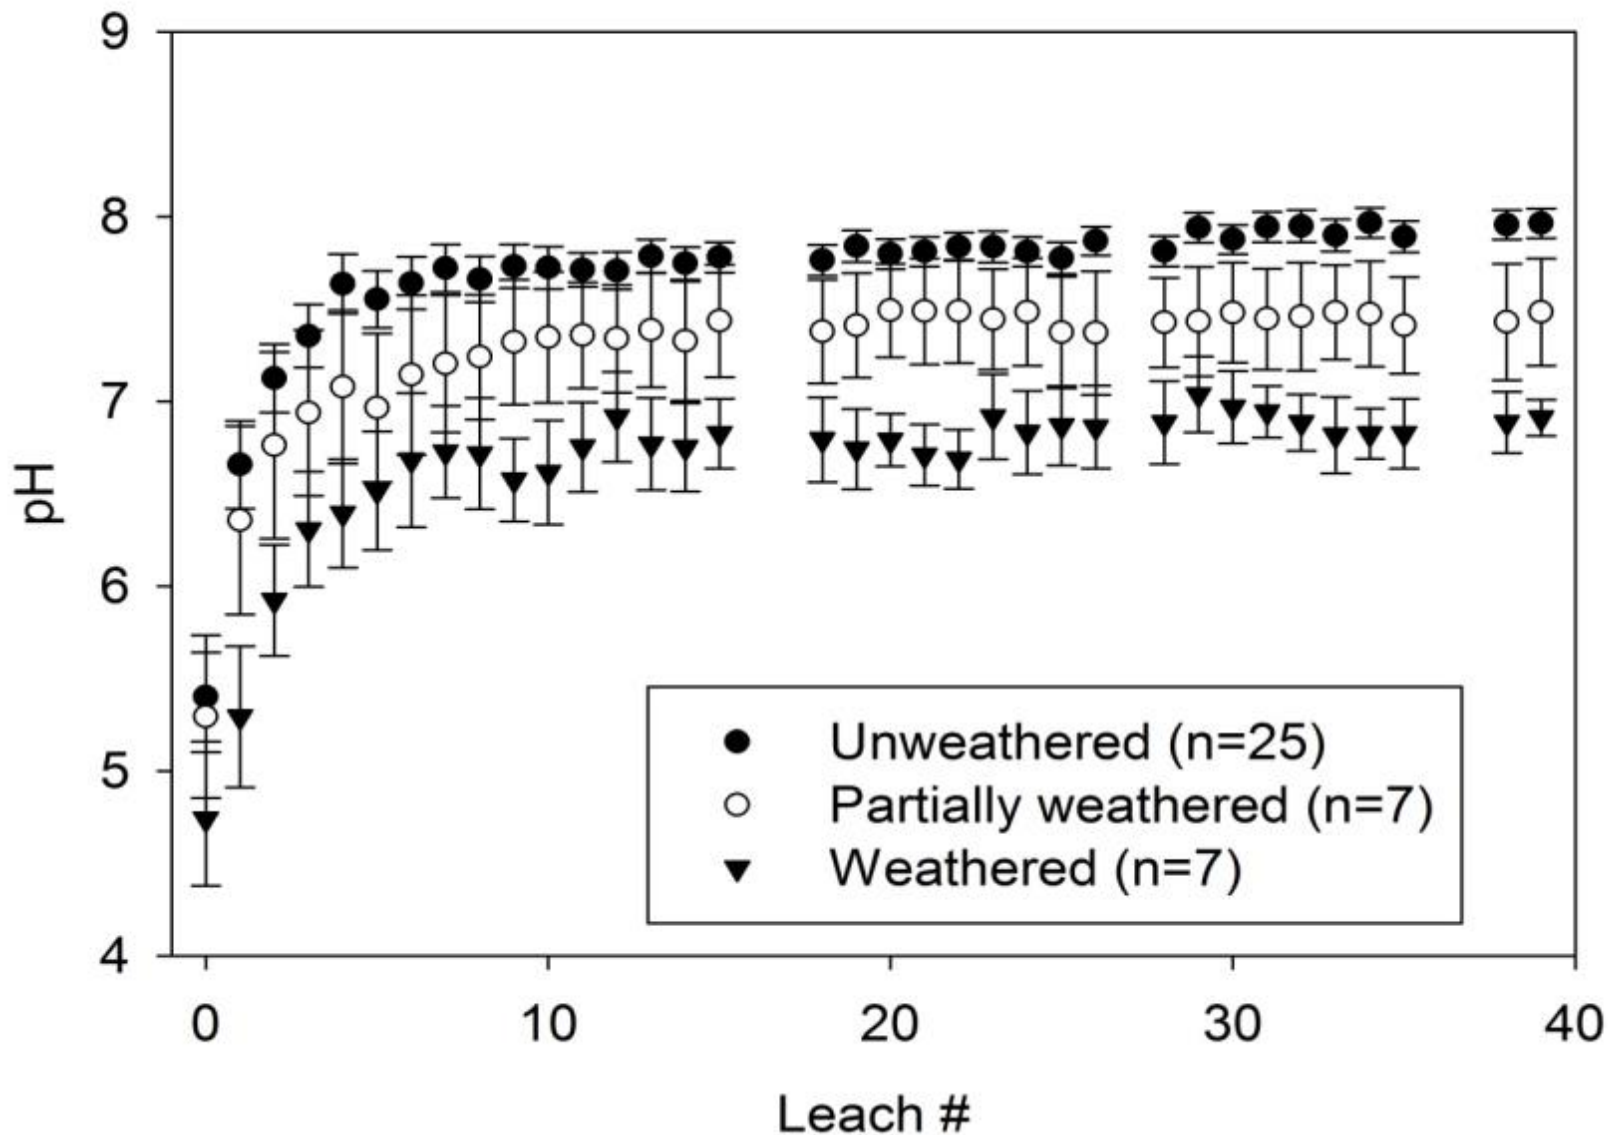 9
8
7
6
5
4
pH
Unweathered (n=25)
Partially weathered (n=7)
Weathered (n=7)
0 10 20 30 40
Leach #